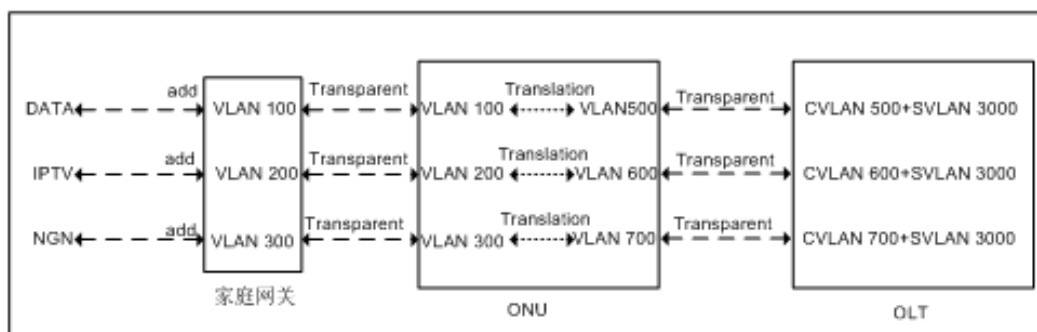 DATA add VLAN 100 Transparent VLAN 100 Translation VLAN500 Transparent CVLAN 500+SVLAN 3000
IPTV add VLAN 200 Transparent VLAN 200 Translation VLAN 600 Transparent CVLAN 600+SVLAN 3000
NGN add VLAN 300 Transparent VLAN 300 Translation VLAN 700 Transparent CVLAN 700+SVLAN 3000
家庭网关 ONU OLT